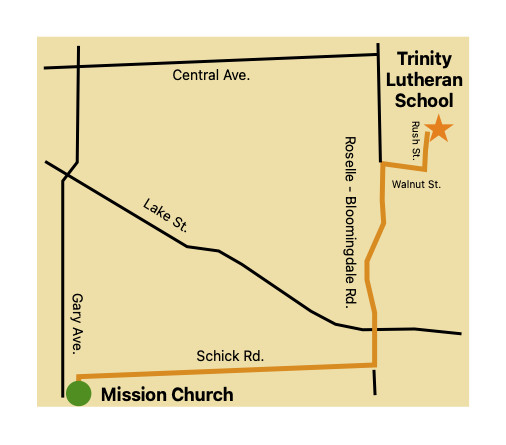 Central Ave.
Trinity
Lutheran
School
Rush St.
Walnut St.
Roselle - Bloomingdale Rd.
Lake St.
Gary Ave.
Schick Rd.
Mission Church